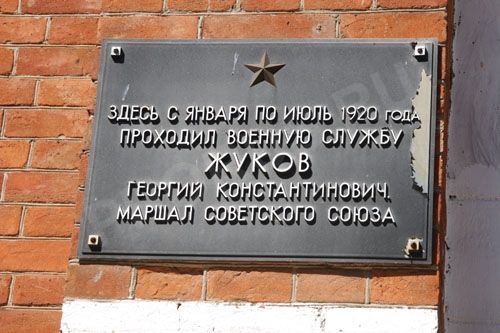 ЗДЕСЬ С ЯНВАРЯ ПО ИЮЛЬ 1920 года
ПРОХОДИЛ ВОЕННУЮ СЛУЖБУ
ЖУКОВ
ГЕОРГИЙ КОНСТАНТИНОВИЧ,
МАРШАЛ СОВЕТСКОГО СОЮЗА